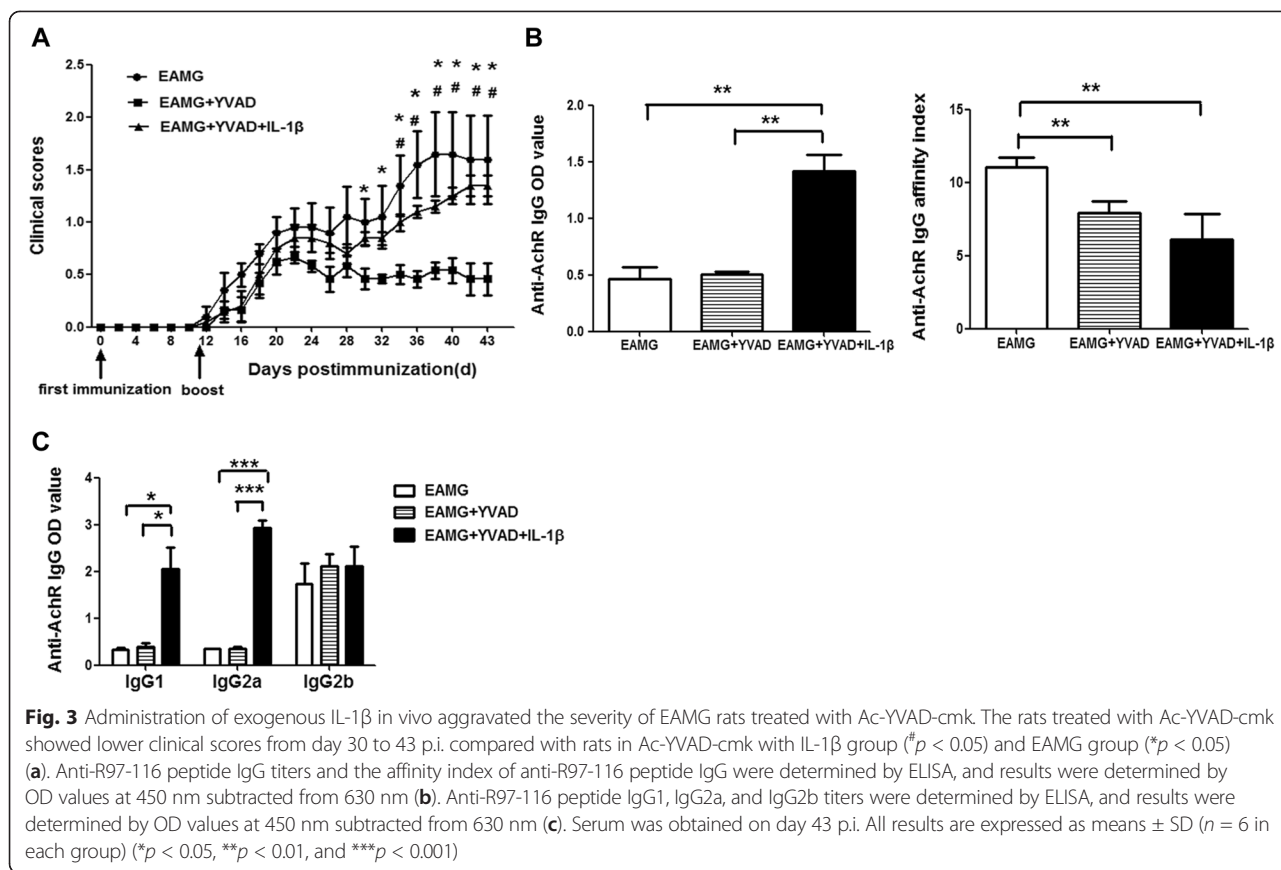 A
Clinical scores
2.5
2.0
1.5
1.0
0.5
0.0
EAMG
EAMG+YVAD
EAMG+YVAD+IL-1β
* * * * * * * *
# # # # # #
0 4 8 12 16 20 24 28 32 36 40 43
Days postimmunization(d)
first immunization
boost
B
Anti-AchR IgG OD value
2.0
1.5
1.0
0.5
0.0
**
**
EAMG EAMG+YVAD EAMG+YVAD+IL-1β
Anti-AchR IgG affinity index
15
10
5
0
**
**
EAMG EAMG+YVAD EAMG+YVAD+IL-1β
C
Anti-AchR IgG OD value
4
3
2
1
0
*
*
***
***
IgG1 IgG2a IgG2b
EAMG
EAMG+YVAD
EAMG+YVAD+IL-1β
Fig. 3 Administration of exogenous IL-1β in vivo aggravated the severity of EAMG rats treated with Ac-YVAD-cmk. The rats treated with Ac-YVAD-cmk
showed lower clinical scores from day 30 to 43 p.i. compared with rats in Ac-YVAD-cmk with IL-1β group (#p < 0.05) and EAMG group (*p < 0.05)
(a). Anti-R97-116 peptide IgG titers and the affinity index of anti-R97-116 peptide IgG were determined by ELISA, and results were determined by
OD values at 450 nm subtracted from 630 nm (b). Anti-R97-116 peptide IgG1, IgG2a, and IgG2b titers were determined by ELISA, and results were
determined by OD values at 450 nm subtracted from 630 nm (c). Serum was obtained on day 43 p.i. All results are expressed as means ± SD (n = 6 in
each group) (*p < 0.05, **p < 0.01, and ***p < 0.001)